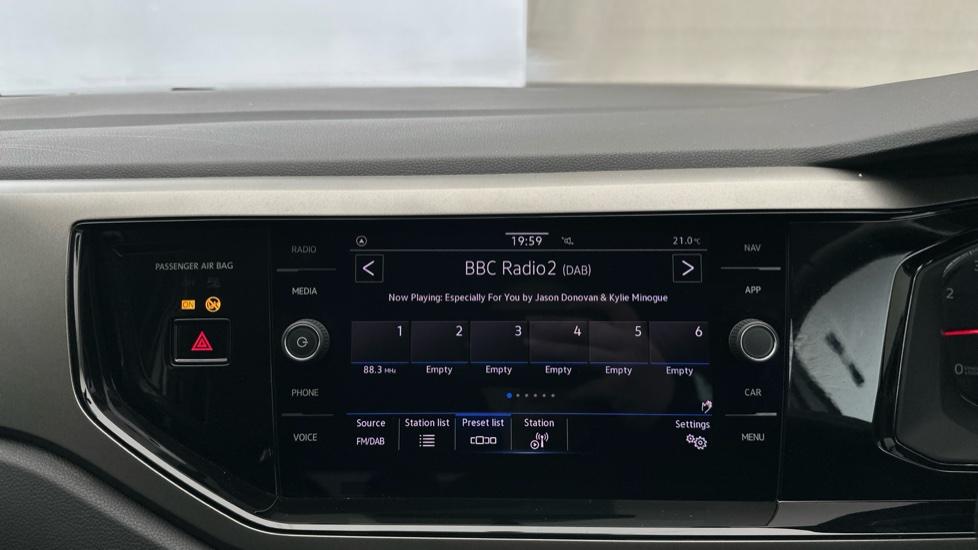 PASSENGER AIR BAG
ON
RADIO
MEDIA
PHONE
VOICE
19:59
21.0°C
< BBC Radio2 (DAB) >
Now Playing: Especially For You by Jason Donovan & Kylie Minogue
1 2 3 4 5 6
88.3 MHz Empty Empty Empty Empty Empty
Source Station list Preset list Station Settings
FM/DAB
NAV
APP
CAR
MENU
2
0